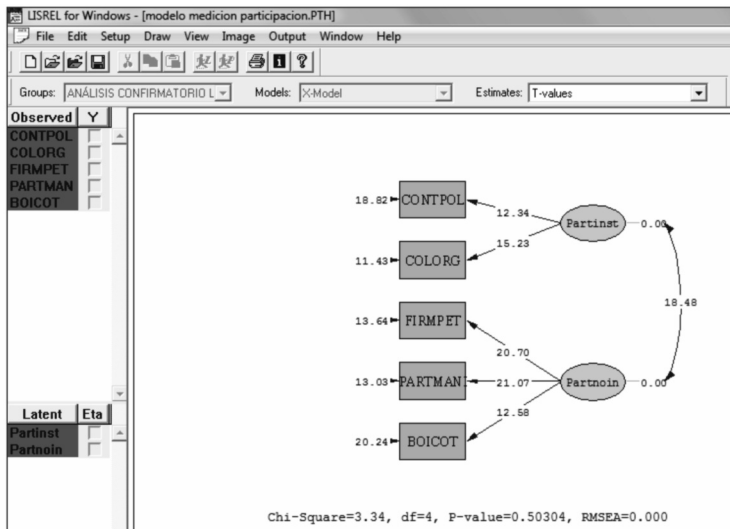 LISREL for Windows - [modelo medicion participacion.PTH]
File Edit Setup Draw View Image Output Window Help
Groups: ANÁLISIS CONFIRMATORIO L Models: X-Model Estimates: T-values
Observed Y
CONTPOL
COLORG
FIRMPET
PARTMAN
BOICOT
Latent Eta
Partinst
Partnoin
18.82 CONTPOL 12.34
Partinst 0.00
11.43 COLORG 15.23
18.48
13.64 FIRMPET 20.70
13.03 PARTMAN 21.07 Partnoin 0.00
12.58
20.24 BOICOT
Chi-Square=3.34, df=4, P-value=0.50304, RMSEA=0.000